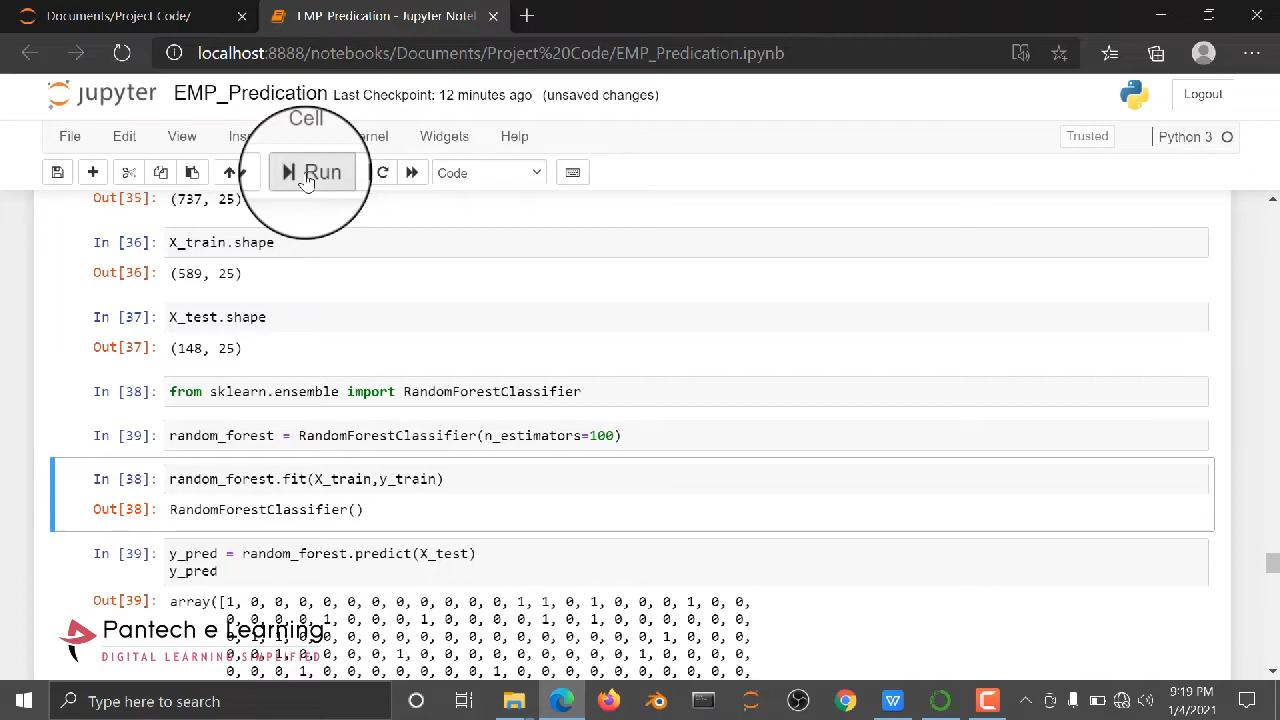 Documents/Project Code/
EMP_Predication - Jupyter Notel
localhost:8888/notebooks/Documents/Project%20Code/EMP_Predication.ipynb
jupyter
EMP_Predication Last Checkpoint: 2 minutes ago (unsaved changes)
Logout
File Edit View Ins Cell ernel Widgets Help
Trusted
Python 3
Run
Code
Out[35]: (737, 25)
In [36]: X_train.shape
Out[36]: (589, 25)
In [37]: X_test.shape
Out[37]: (148, 25)
In [38]: from sklearn.ensemble import RandomForestClassifier
In [39]: random_forest = RandomForestClassifier(n_estimators=100)
In [38]: random_forest.fit(X_train,y_train)
Out[38]: RandomForestClassifier()
In [39]: y_pred = random_forest.predict(X_test)
y_pred
Out[39]: array([1, 0, 0, 0, 0, 0, 0, 0, 0, 0, 0, 0, 1, 1, 0, 1, 0, 0, 0, 1, 0, 0,
Pantech e Learning
DIGITAL LEARNING SIMPLIFIED
Type here to search
9:19 PM
1/4/2021